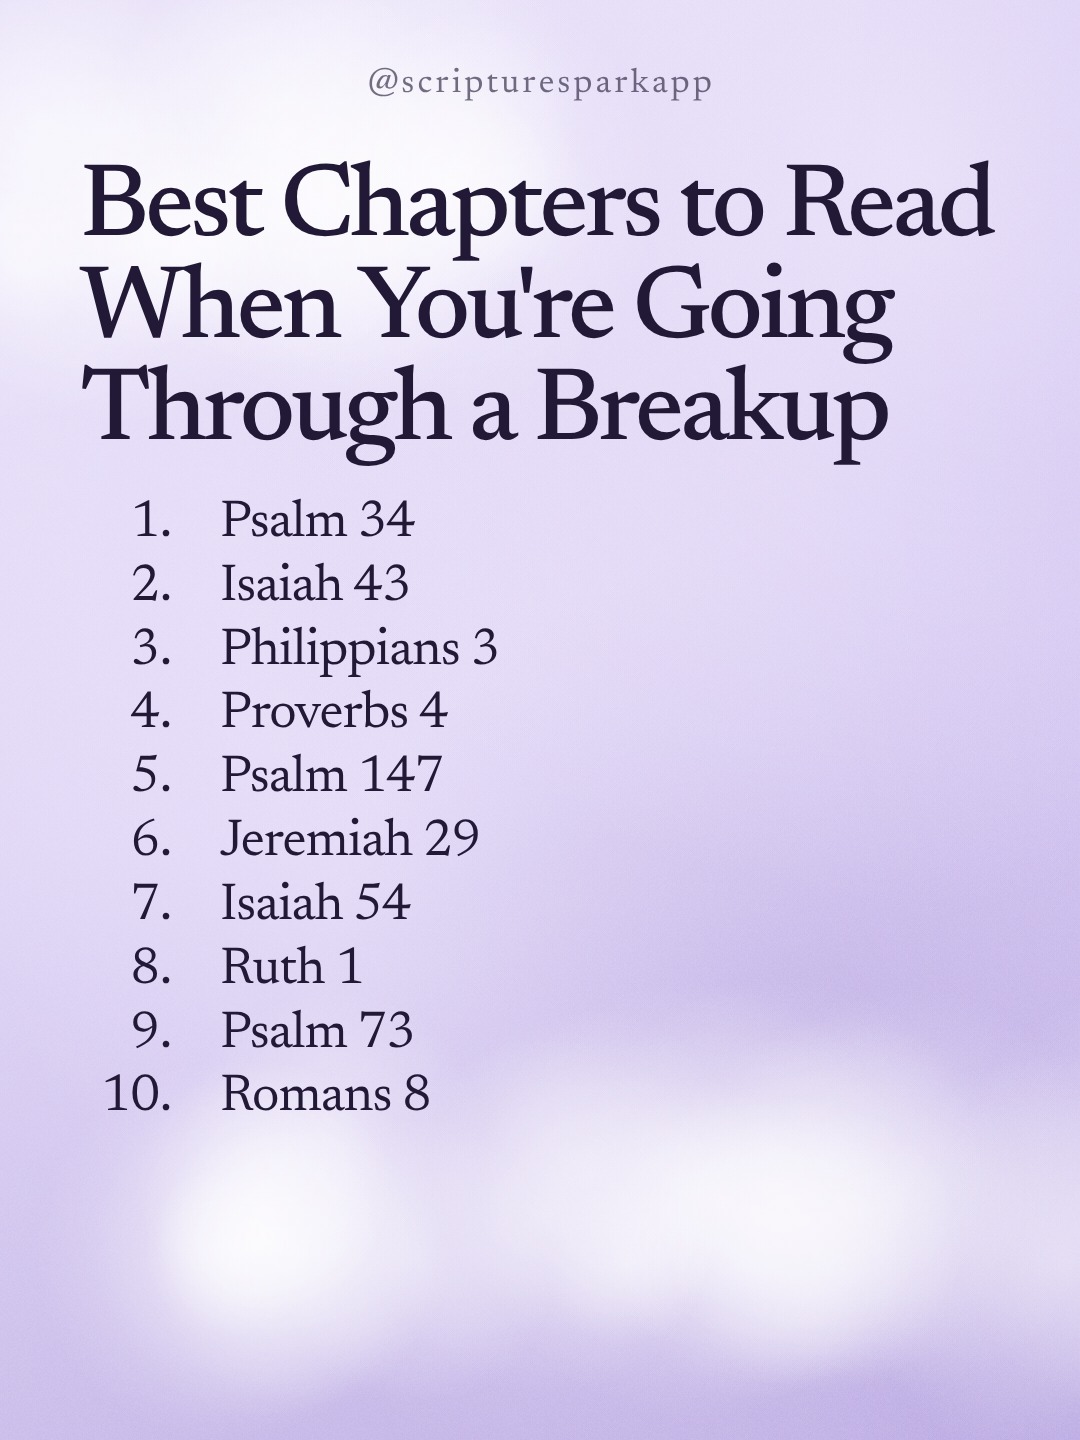 @scripturesparkapp
Best Chapters to Read
When You're Going
Through a Breakup
1. Psalm 34
2. Isaiah 43
3. Philippians 3
4. Proverbs 4
5. Psalm 147
6. Jeremiah 29
7. Isaiah 54
8. Ruth 1
9. Psalm 73
10. Romans 8